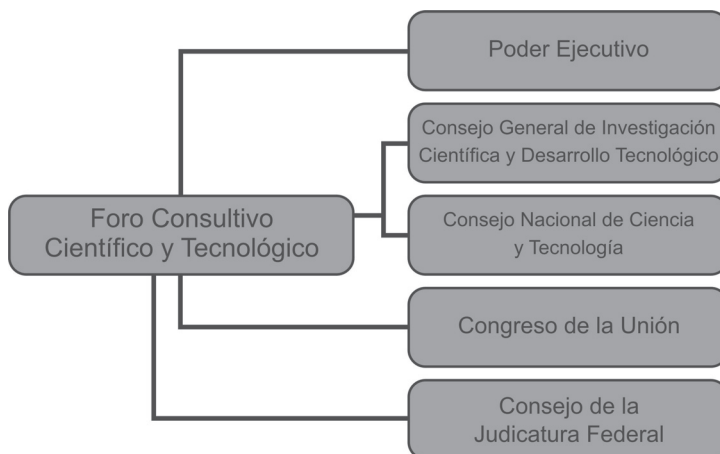 Poder Ejecutivo
Consejo General de Investigación
Científica y Desarrollo Tecnológico
Foro Consultivo
Científico y Tecnológico
Consejo Nacional de Ciencia
y Tecnología
Congreso de la Unión
Consejo de la
Judicatura Federal